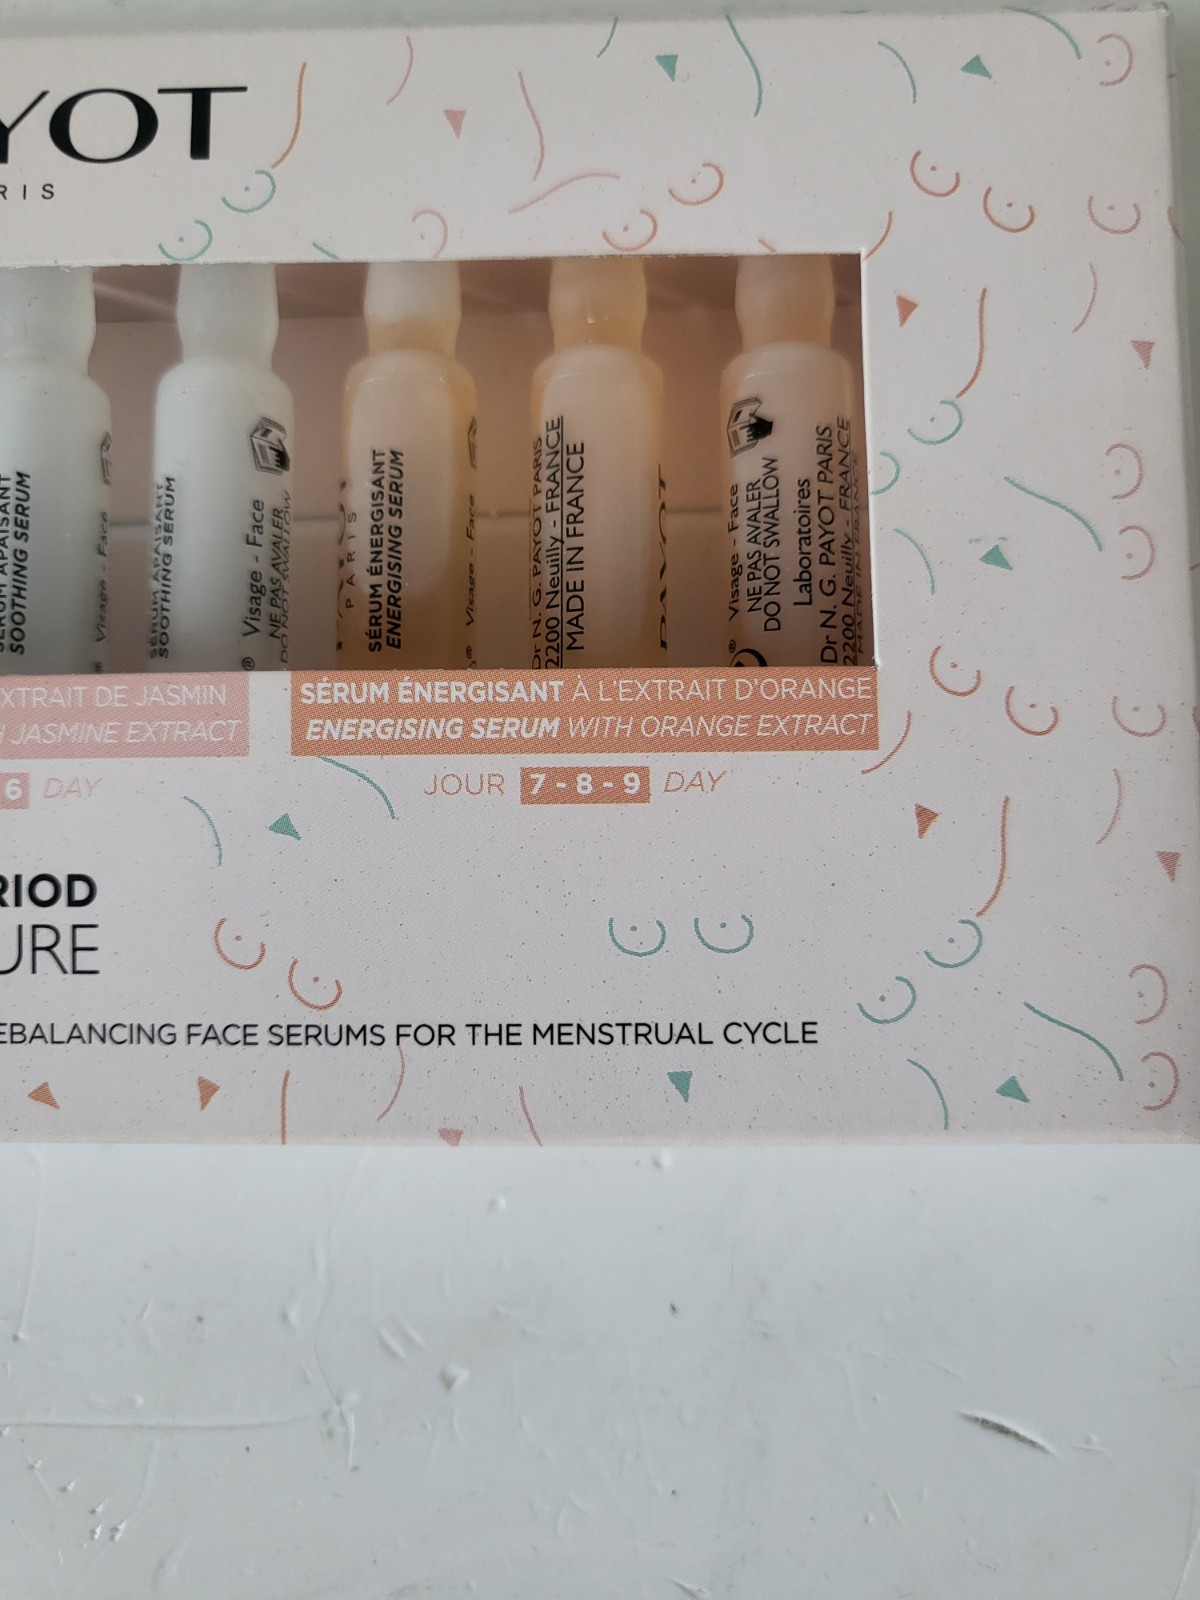 YOT
RIS
SÉRUM APAISANT
SOOTHING SERUM
Visage - Face
SÉRUM APAISANT
SOOTHING SERUM
® Visage - Face
NE PAS AVALER
DO NOT SWALLOW
PARIS
SÉRUM ÉNERGISANT
ENERGISING SERUM
® Visage - Face
Dr N. G. PAYOT PARIS
2200 Neuilly - FRANCE
MADE IN FRANCE
PAYOT
® Visage - Face
NE PAS AVALER
DO NOT SWALLOW
Laboratoires
Dr N. G. PAYOT PARIS
2200 Neuilly - FRANCE
MADE IN FRANCE
XTRAIT DE JASMIN
H JASMINE EXTRACT
6 DAY
SÉRUM ÉNERGISANT À L'EXTRAIT D'ORANGE
ENERGISING SERUM WITH ORANGE EXTRACT
JOUR 7 - 8 - 9 DAY
RIOD
URE
EBALANCING FACE SERUMS FOR THE MENSTRUAL CYCLE